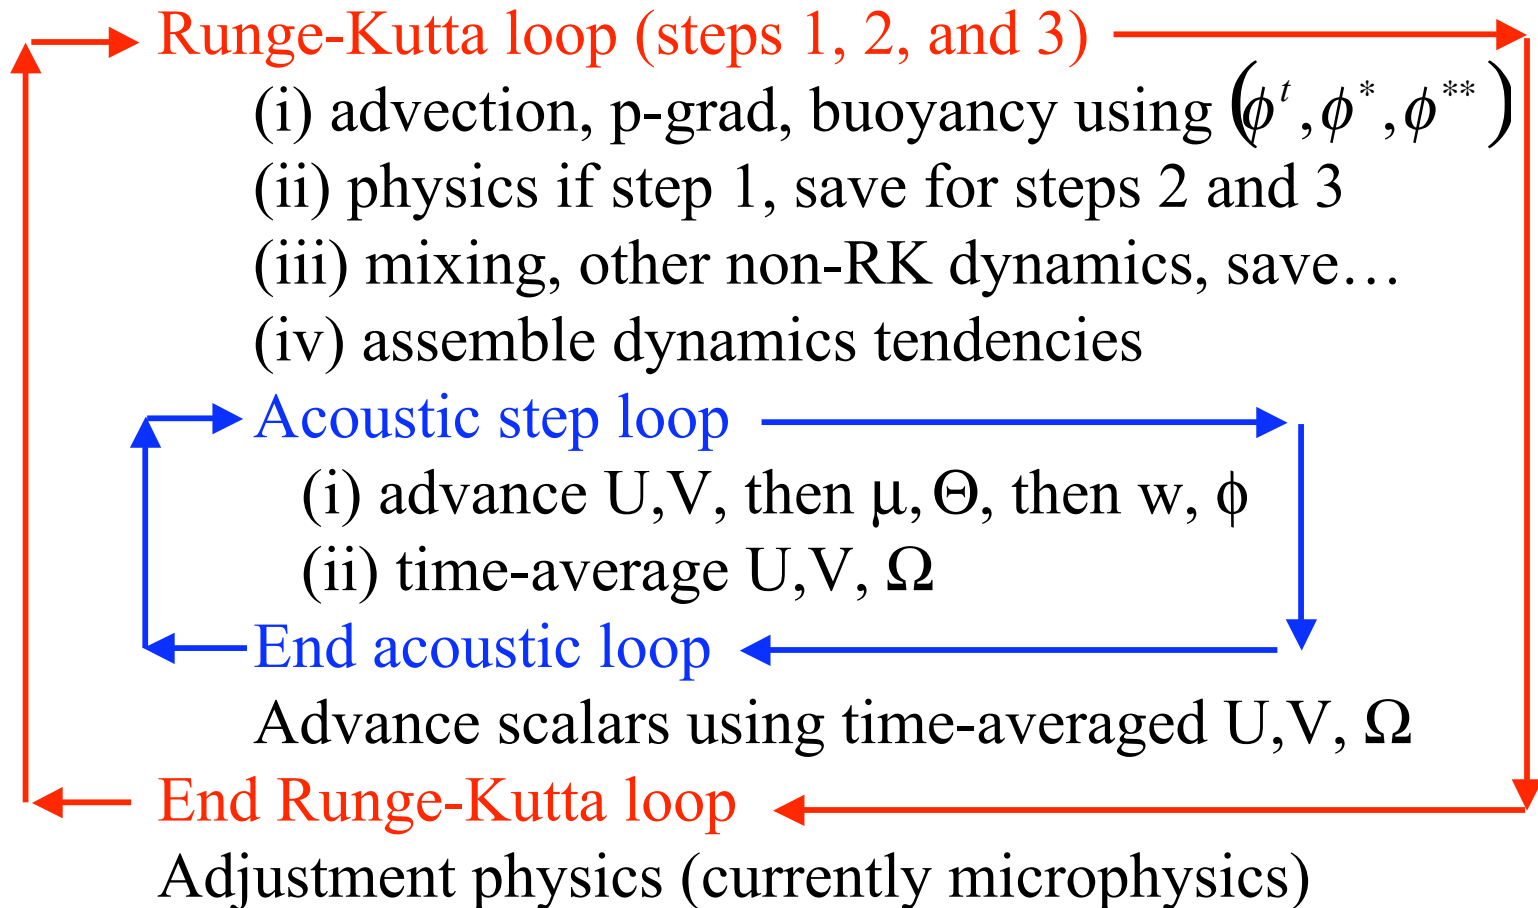 Runge-Kutta loop (steps 1, 2, and 3)
(i) advection, p-grad, buoyancy using (ϕᵗ, ϕ*, ϕ**)
(ii) physics if step 1, save for steps 2 and 3
(iii) mixing, other non-RK dynamics, save…
(iv) assemble dynamics tendencies
Acoustic step loop
(i) advance U,V, then μ, Θ, then w, ϕ
(ii) time-average U,V, Ω
End acoustic loop
Advance scalars using time-averaged U,V, Ω
End Runge-Kutta loop
Adjustment physics (currently microphysics)